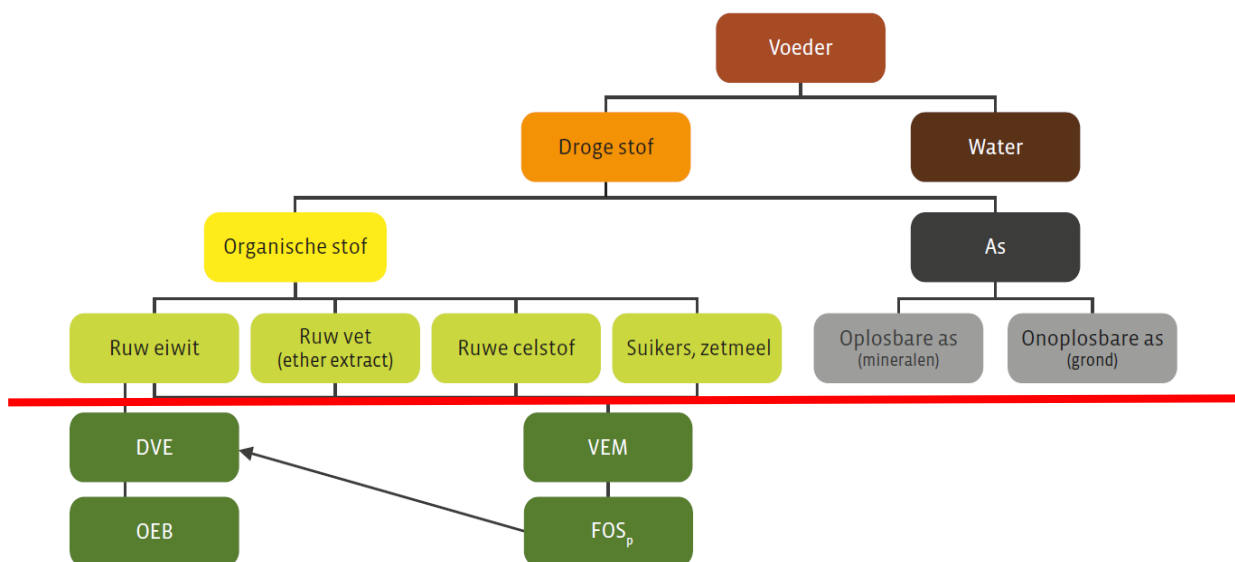 Voeder
Droge stof
Water
Organische stof
As
Ruw eiwit
Ruw vet
(ether extract)
Ruwe celstof
Suikers, zetmeel
Oplosbare as
(mineralen)
Onoplosbare as
(grond)
DVE
VEM
OEB
FOSp